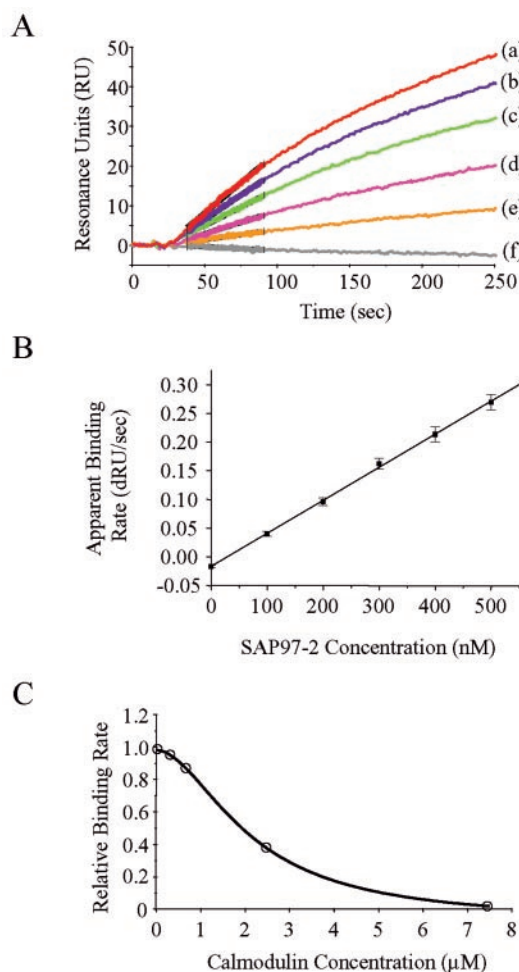 A
Resonance Units (RU)
50
40
30
20
10
0
50
100
150
200
250
Time (sec)
(a)
(b)
(c)
(d)
(e)
(f)
B
Apparent Binding
Rate (dRU/sec)
0.30
0.25
0.20
0.15
0.10
0.05
0.00
-0.05
0
100
200
300
400
500
SAP97-2 Concentration (nM)
C
Relative Binding Rate
1.2
1.0
0.8
0.6
0.4
0.2
0
0
1
2
3
4
5
6
7
8
Calmodulin Concentration (µM)